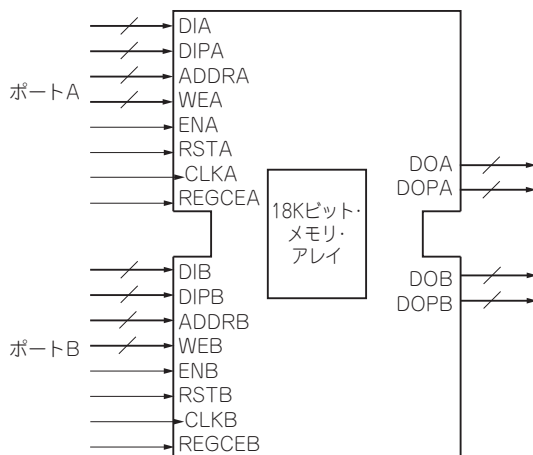 ポートA
DIA
DIPA
ADDRA
WEA
ENA
RSTA
CLKA
REGCEA
18Kビット・
メモリ・
アレイ
DOA
DOPA
ポートB
DIB
DIPB
ADDRB
WEB
ENB
RSTB
CLKB
REGCEB
DOB
DOPB